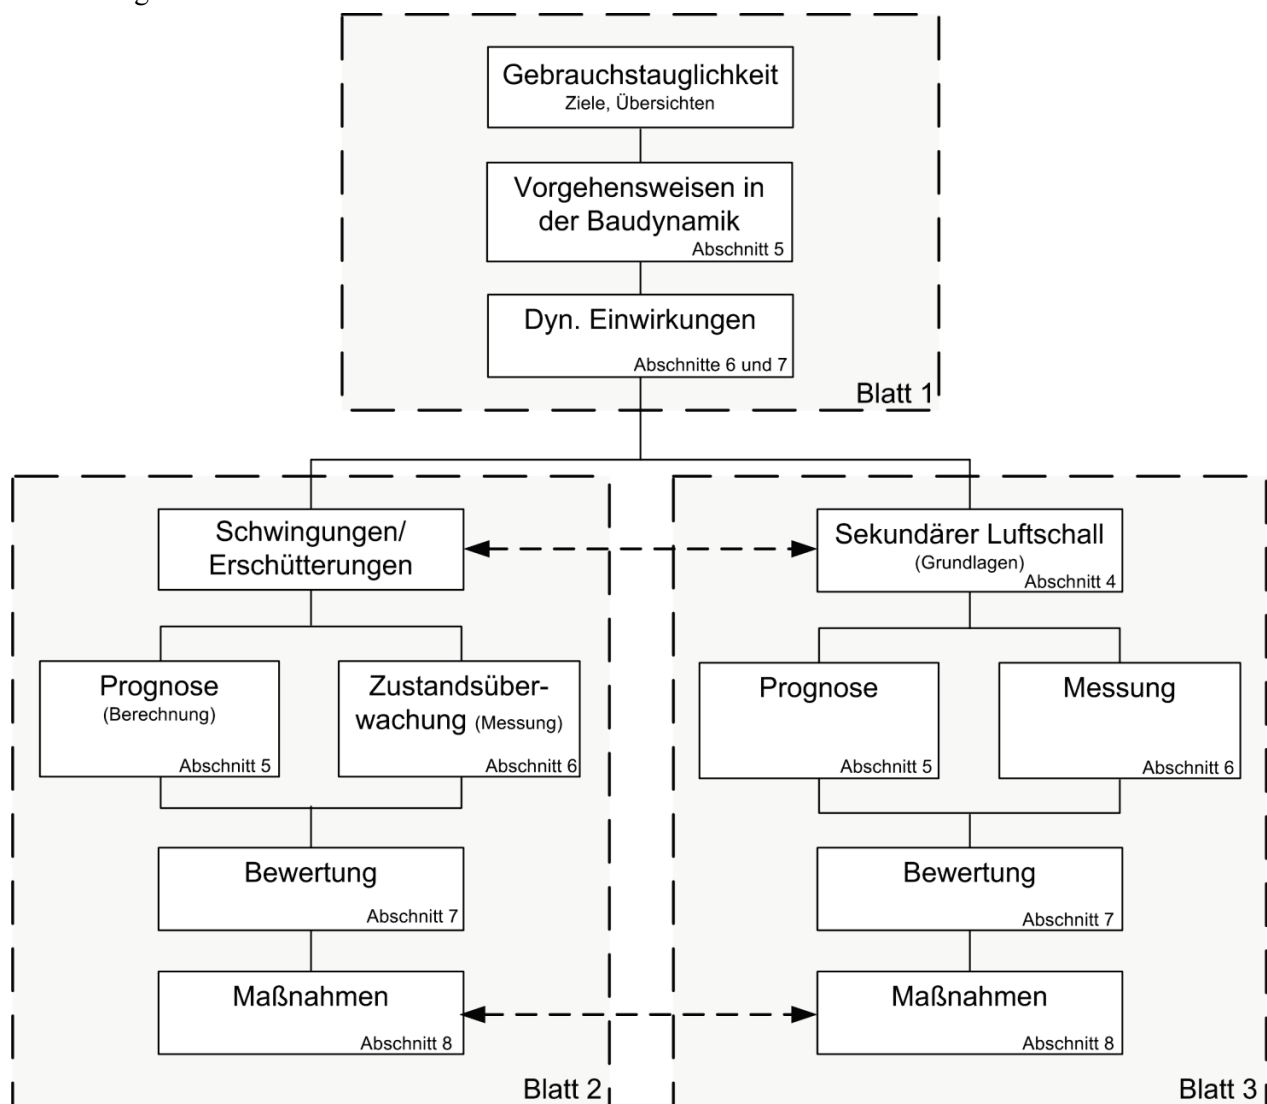 Gebrauchstauglichkeit
Ziele, Übersichten
Vorgehensweisen in
der Baudynamik
Abschnitt 5
Dyn. Einwirkungen
Abschnitte 6 und 7
Blatt 1
Schwingungen/
Erschütterungen
Prognose
(Berechnung)
Abschnitt 5
Zustandsüber-
wachung (Messung)
Abschnitt 6
Bewertung
Abschnitt 7
Maßnahmen
Abschnitt 8
Blatt 2
Sekundärer Luftschall
(Grundlagen)
Abschnitt 4
Prognose
Abschnitt 5
Messung
Abschnitt 6
Bewertung
Abschnitt 7
Maßnahmen
Abschnitt 8
Blatt 3